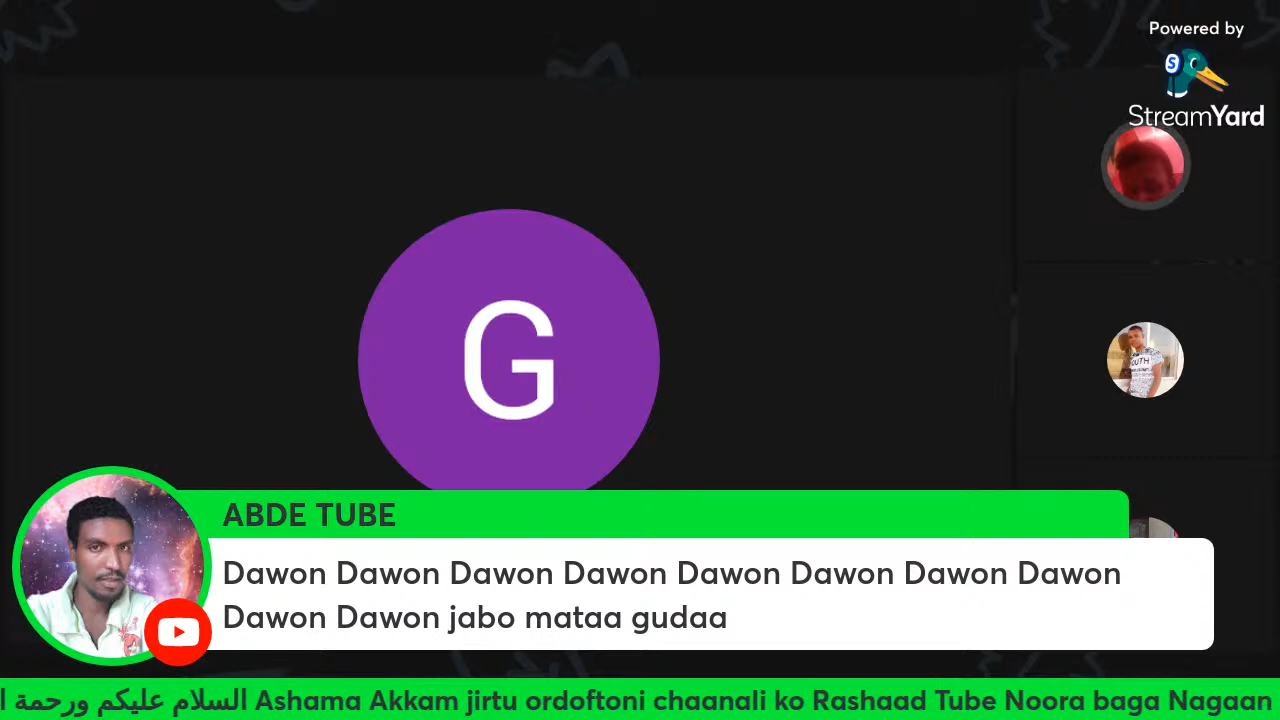 Powered by
S
StreamYard
OUTH
G
ABDE TUBE
Dawon Dawon Dawon Dawon Dawon Dawon Dawon Dawon
Dawon Dawon jabo mataa gudaa
السلام عليكم ورحمة ا Ashama Akkam jirtu ordoftoni chaanali ko Rashaad Tube Noora baga Nagaan